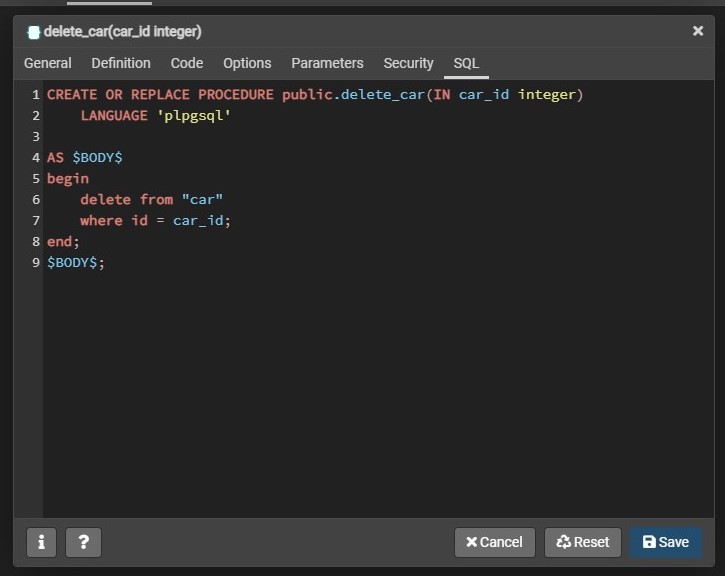 delete_car(car_id integer)
General Definition Code Options Parameters Security SQL
1 CREATE OR REPLACE PROCEDURE public.delete_car(IN car_id integer)
2 LANGUAGE 'plpgsql'
3
4 AS $BODY$
5 begin
6 delete from "car"
7 where id = car_id;
8 end;
9 $BODY$;
i ? Cancel Reset Save